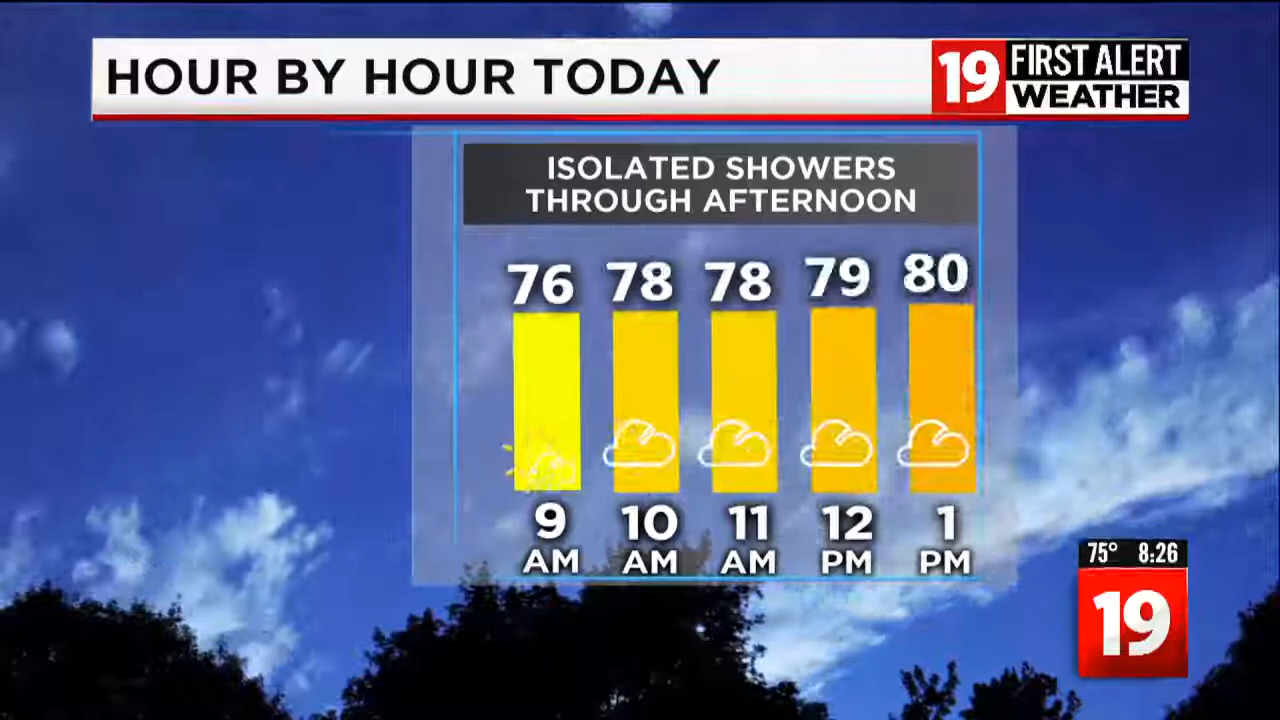 HOUR BY HOUR TODAY
19 FIRST ALERT
WEATHER
ISOLATED SHOWERS
THROUGH AFTERNOON
76 78 78 79 80
9 10 11 12 1
AM AM AM PM PM
75° 8:26
19